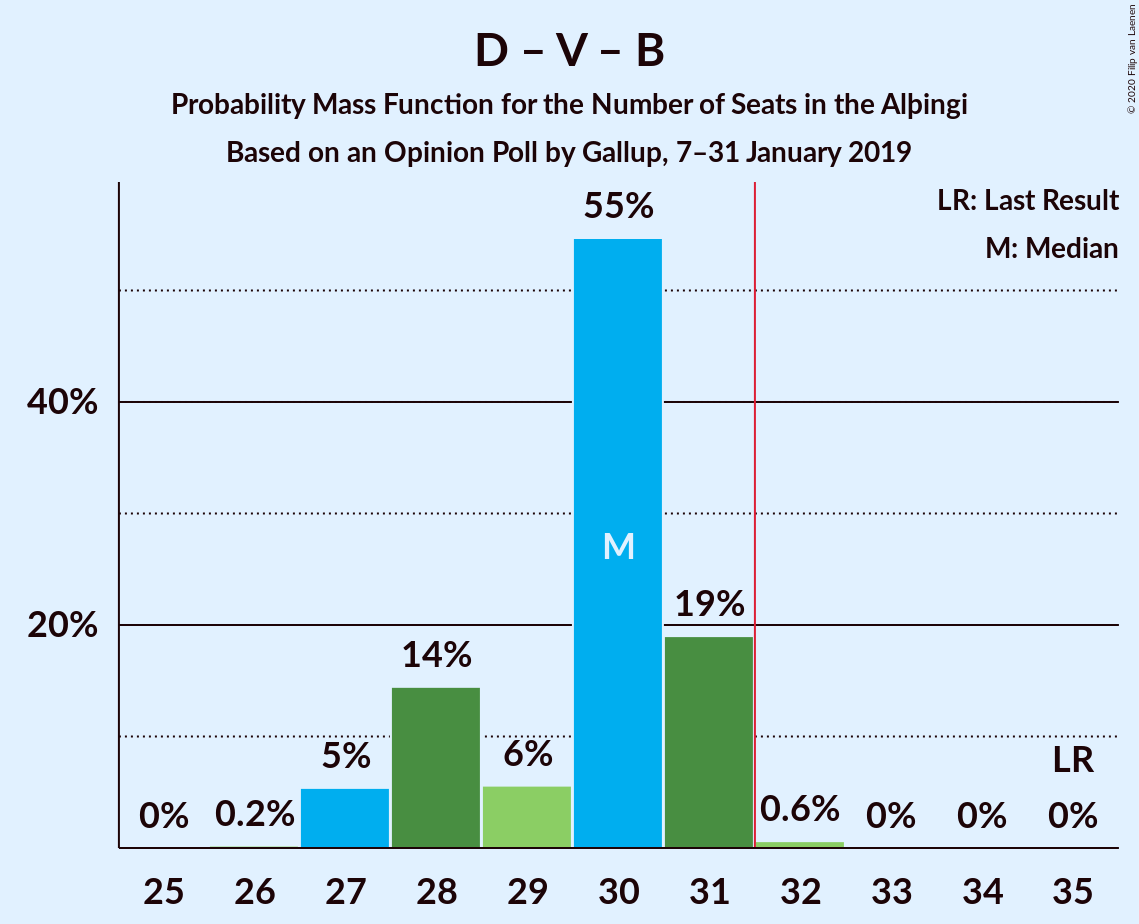 D – V – B
Probability Mass Function for the Number of Seats in the Alþingi
Based on an Opinion Poll by Gallup, 7–31 January 2019
© 2020 Filip van Laenen
LR: Last Result
M: Median
55%
40%
M
19%
20%
14%
5%
6%
LR
0%
0.2%
0.6%
0%
0%
0%
25 26 27 28 29 30 31 32 33 34 35